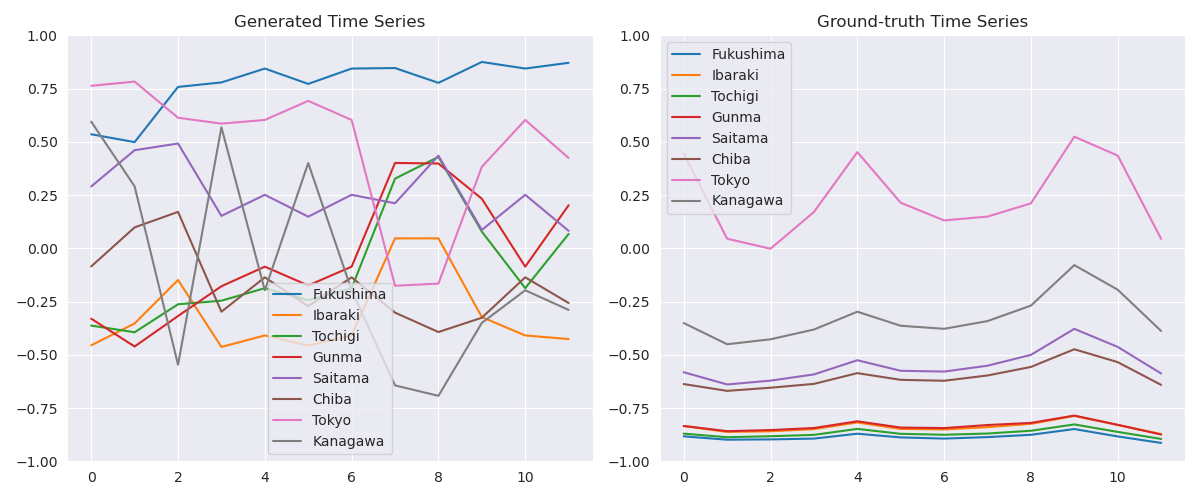 Generated Time Series
1.00
0.75
0.50
0.25
0.00
−0.25
−0.50
−0.75
−1.00
0
2
4
6
8
10
Fukushima
Ibaraki
Tochigi
Gunma
Saitama
Chiba
Tokyo
Kanagawa
Ground-truth Time Series
1.00
0.75
0.50
0.25
0.00
−0.25
−0.50
−0.75
−1.00
0
2
4
6
8
10
Fukushima
Ibaraki
Tochigi
Gunma
Saitama
Chiba
Tokyo
Kanagawa